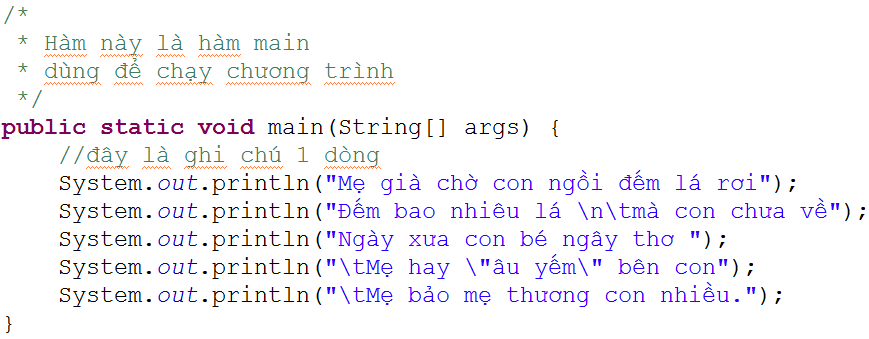 /*
 * Hàm này là hàm main
 * dùng để chạy chương trình
 */
public static void main(String[] args) {
    //đây là ghi chú 1 dòng
    System.out.println("Mẹ già chờ con ngồi đếm lá rơi");
    System.out.println("Đếm bao nhiêu lá \n\tmà con chưa về");
    System.out.println("Ngày xưa con bé ngây thơ ");
    System.out.println("\tMẹ hay \"âu yếm\" bên con");
    System.out.println("\tMẹ bảo mẹ thương con nhiều.");
}